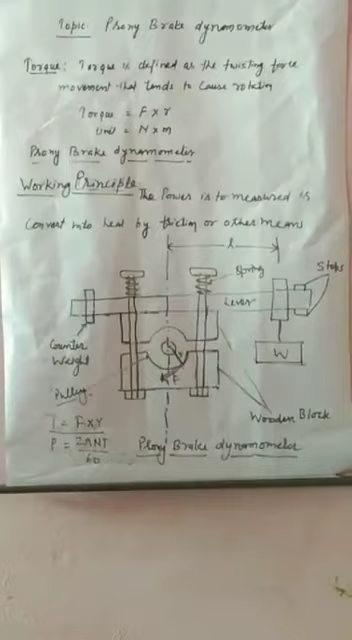 Topic: Prony Brake dynamometer
Torque: Torque is defined as the twisting force
movement that tends to cause rotation
Torque = F x r
Unit = N x m
Prony Brake dynamometer
Working Principle The Power is to measured is
Convert into heat by friction or other means
l
Spring
Stops
Lever
Counter
Weight
W
r
F
Pulley
Wooden Block
T = F x r
P = 2πNT
60
Prony Brake dynamometer